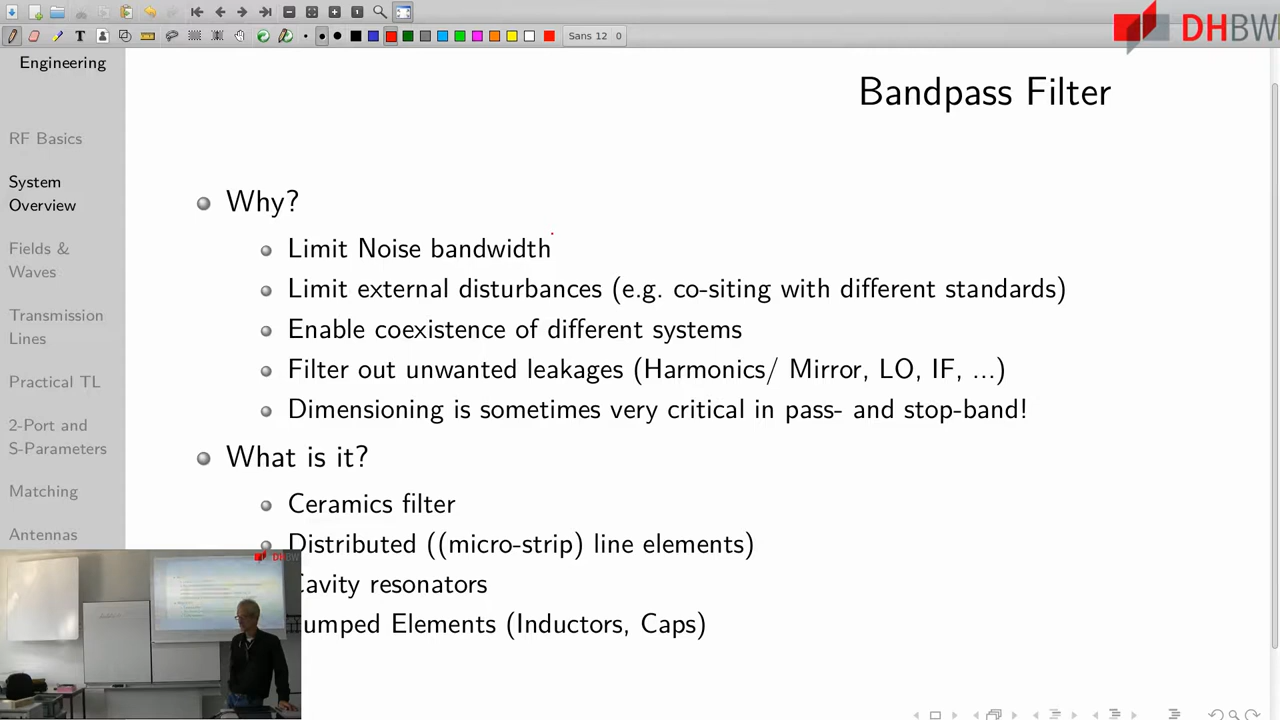 Sans 12 0
DHBW
Engineering
RF Basics
System
Overview
Fields &
Waves
Transmission
Lines
Practical TL
2-Port and
S-Parameters
Matching
Antennas
Bandpass Filter
Why?
Limit Noise bandwidth
Limit external disturbances (e.g. co-siting with different standards)
Enable coexistence of different systems
Filter out unwanted leakages (Harmonics/ Mirror, LO, IF, ...)
Dimensioning is sometimes very critical in pass- and stop-band!
What is it?
Ceramics filter
Distributed ((micro-strip) line elements)
Cavity resonators
Lumped Elements (Inductors, Caps)
DHBW